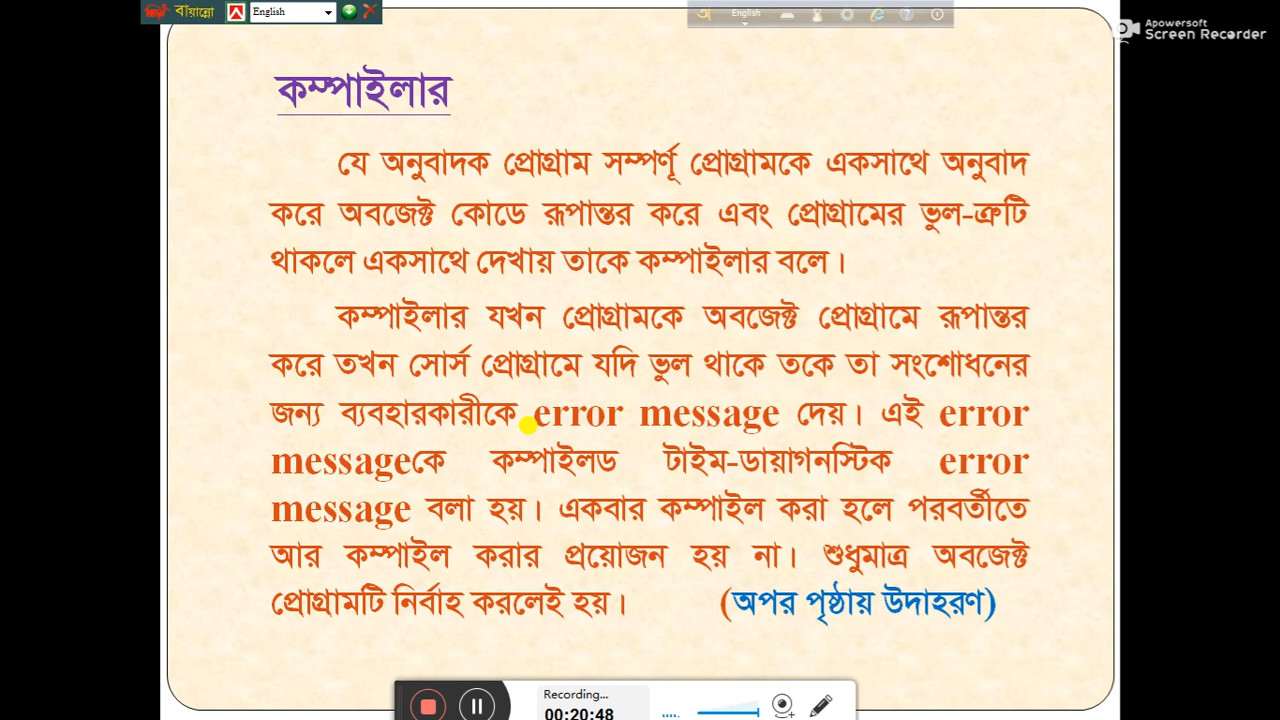 বায়ান্নো
English
অ
English
Apowersoft
Screen Recorder
কম্পাইলার
যে অনুবাদক প্রোগ্রাম সম্পর্ণূ প্রোগ্রামকে একসাথে অনুবাদ
করে অবজেক্ট কোডে রূপান্তর করে এবং প্রোগ্রামের ভুল-ত্রুটি
থাকলে একসাথে দেখায় তাকে কম্পাইলার বলে।
কম্পাইলার যখন প্রোগ্রামকে অবজেক্ট প্রোগ্রামে রূপান্তর
করে তখন সোর্স প্রোগ্রামে যদি ভুল থাকে তকে তা সংশোধনের
জন্য ব্যবহারকারীকে error message দেয়। এই error
messageকে কম্পাইলড টাইম-ডায়াগনস্টিক error
message বলা হয়। একবার কম্পাইল করা হলে পরবর্তীতে
আর কম্পাইল করার প্রয়োজন হয় না। শুধুমাত্র অবজেক্ট
প্রোগ্রামটি নির্বাহ করলেই হয়। (অপর পৃষ্ঠায় উদাহরণ)
Recording...
00:20:48